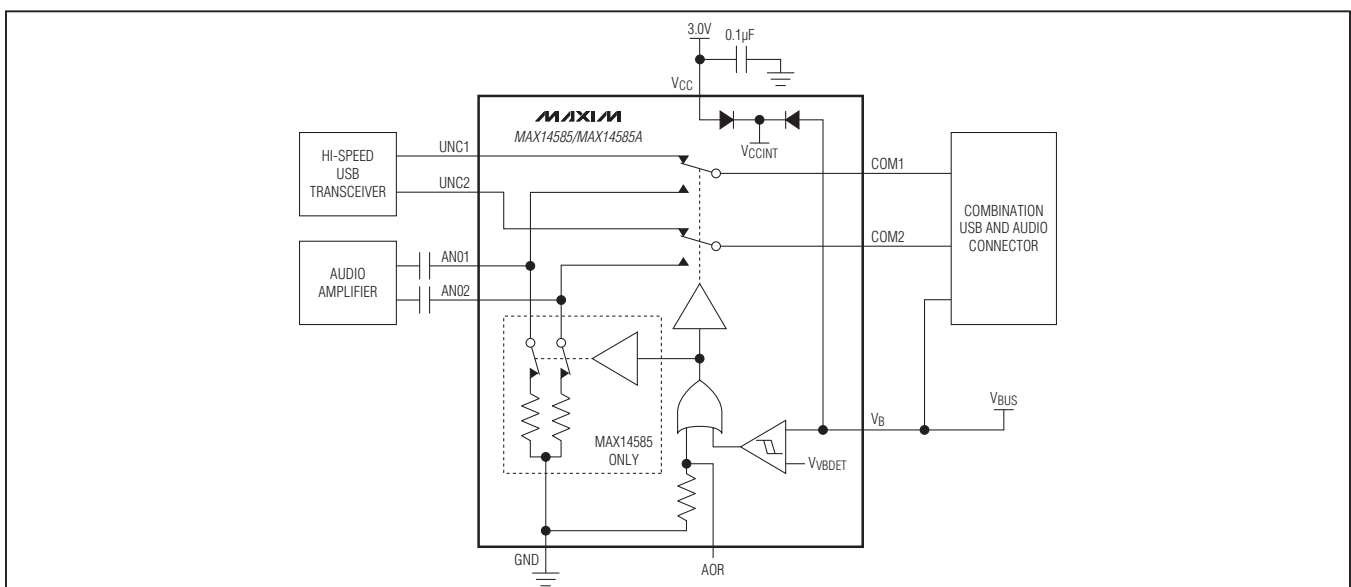 3.0V
0.1µF
VCC
MAXIM
MAX14585/MAX14585A
VCCINT
HI-SPEED
USB
TRANSCEIVER
UNC1
UNC2
COM1
COM2
COMBINATION
USB AND AUDIO
CONNECTOR
AUDIO
AMPLIFIER
AN01
AN02
MAX14585
ONLY
VB
VBUS
VVBDET
GND
AOR